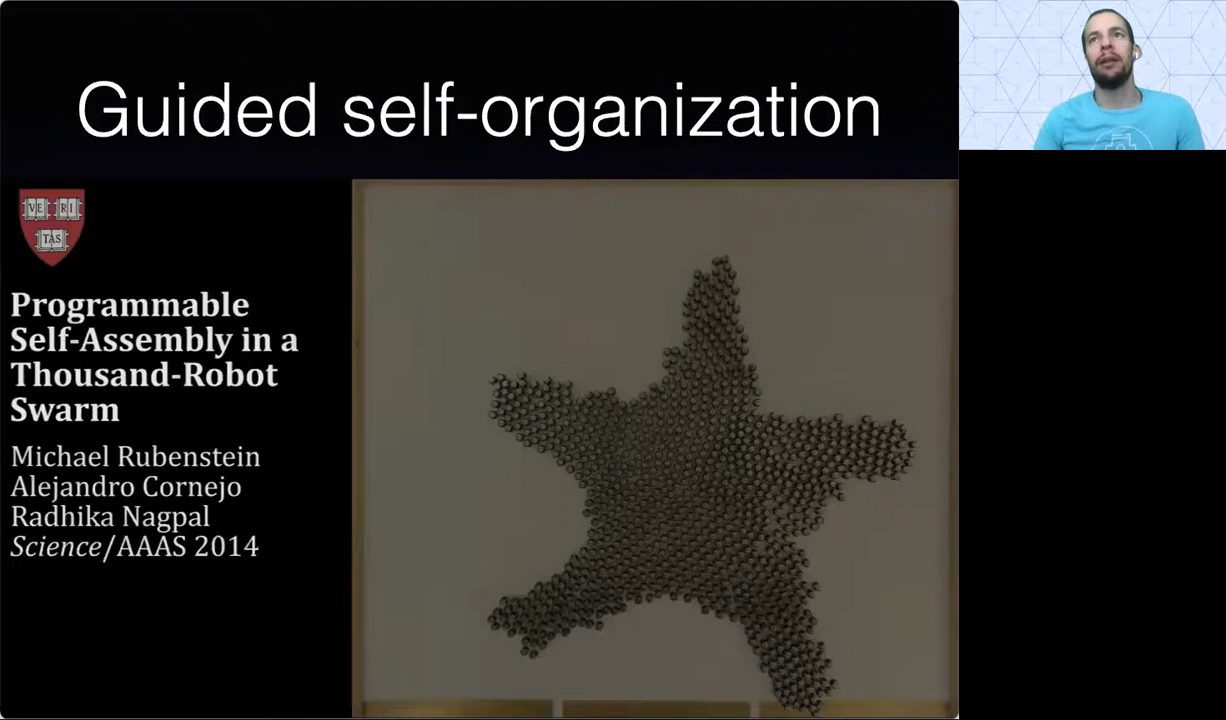 Guided self-organization
VE RI
TAS
Programmable
Self-Assembly in a
Thousand-Robot
Swarm
Michael Rubenstein
Alejandro Cornejo
Radhika Nagpal
Science/AAAS 2014